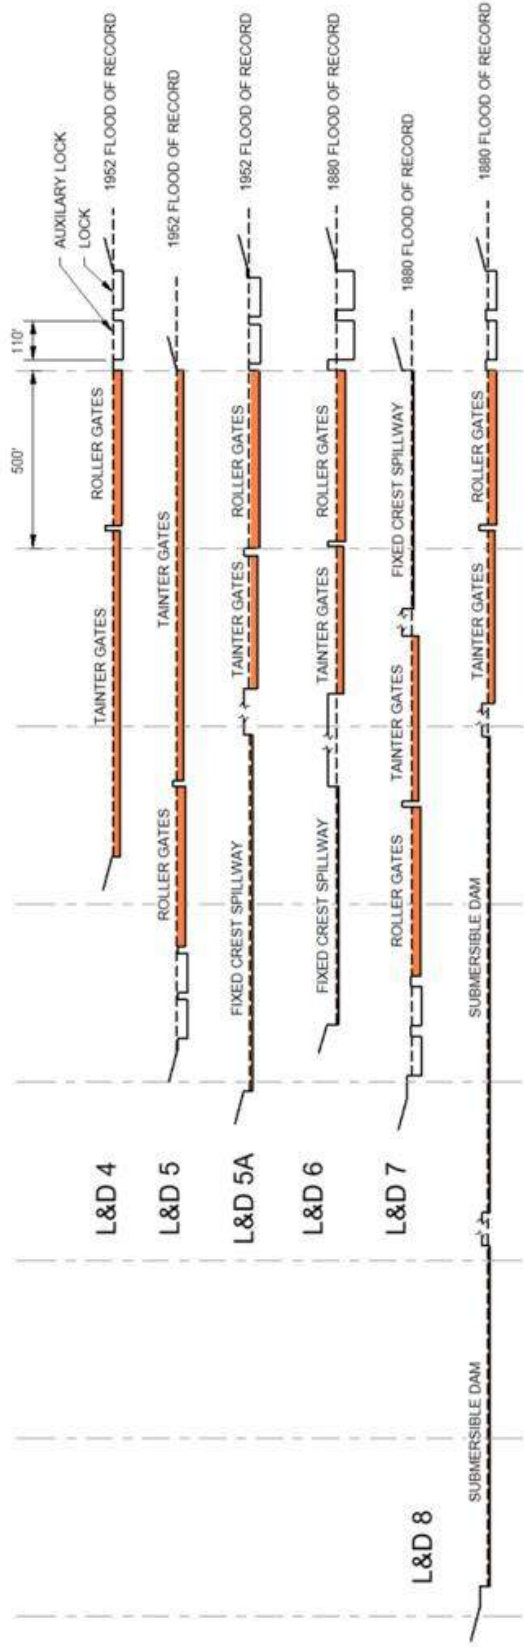 500'
110'
AUXILARY LOCK
LOCK
L&D 4
TAINTER GATES
ROLLER GATES
1952 FLOOD OF RECORD
L&D 5
ROLLER GATES
TAINTER GATES
1952 FLOOD OF RECORD
L&D 5A
FIXED CREST SPILLWAY
TAINTER GATES
ROLLER GATES
1952 FLOOD OF RECORD
L&D 6
FIXED CREST SPILLWAY
TAINTER GATES
ROLLER GATES
1880 FLOOD OF RECORD
L&D 7
ROLLER GATES
TAINTER GATES
FIXED CREST SPILLWAY
1880 FLOOD OF RECORD
L&D 8
SUBMERSIBLE DAM
SUBMERSIBLE DAM
TAINTER GATES
ROLLER GATES
1880 FLOOD OF RECORD